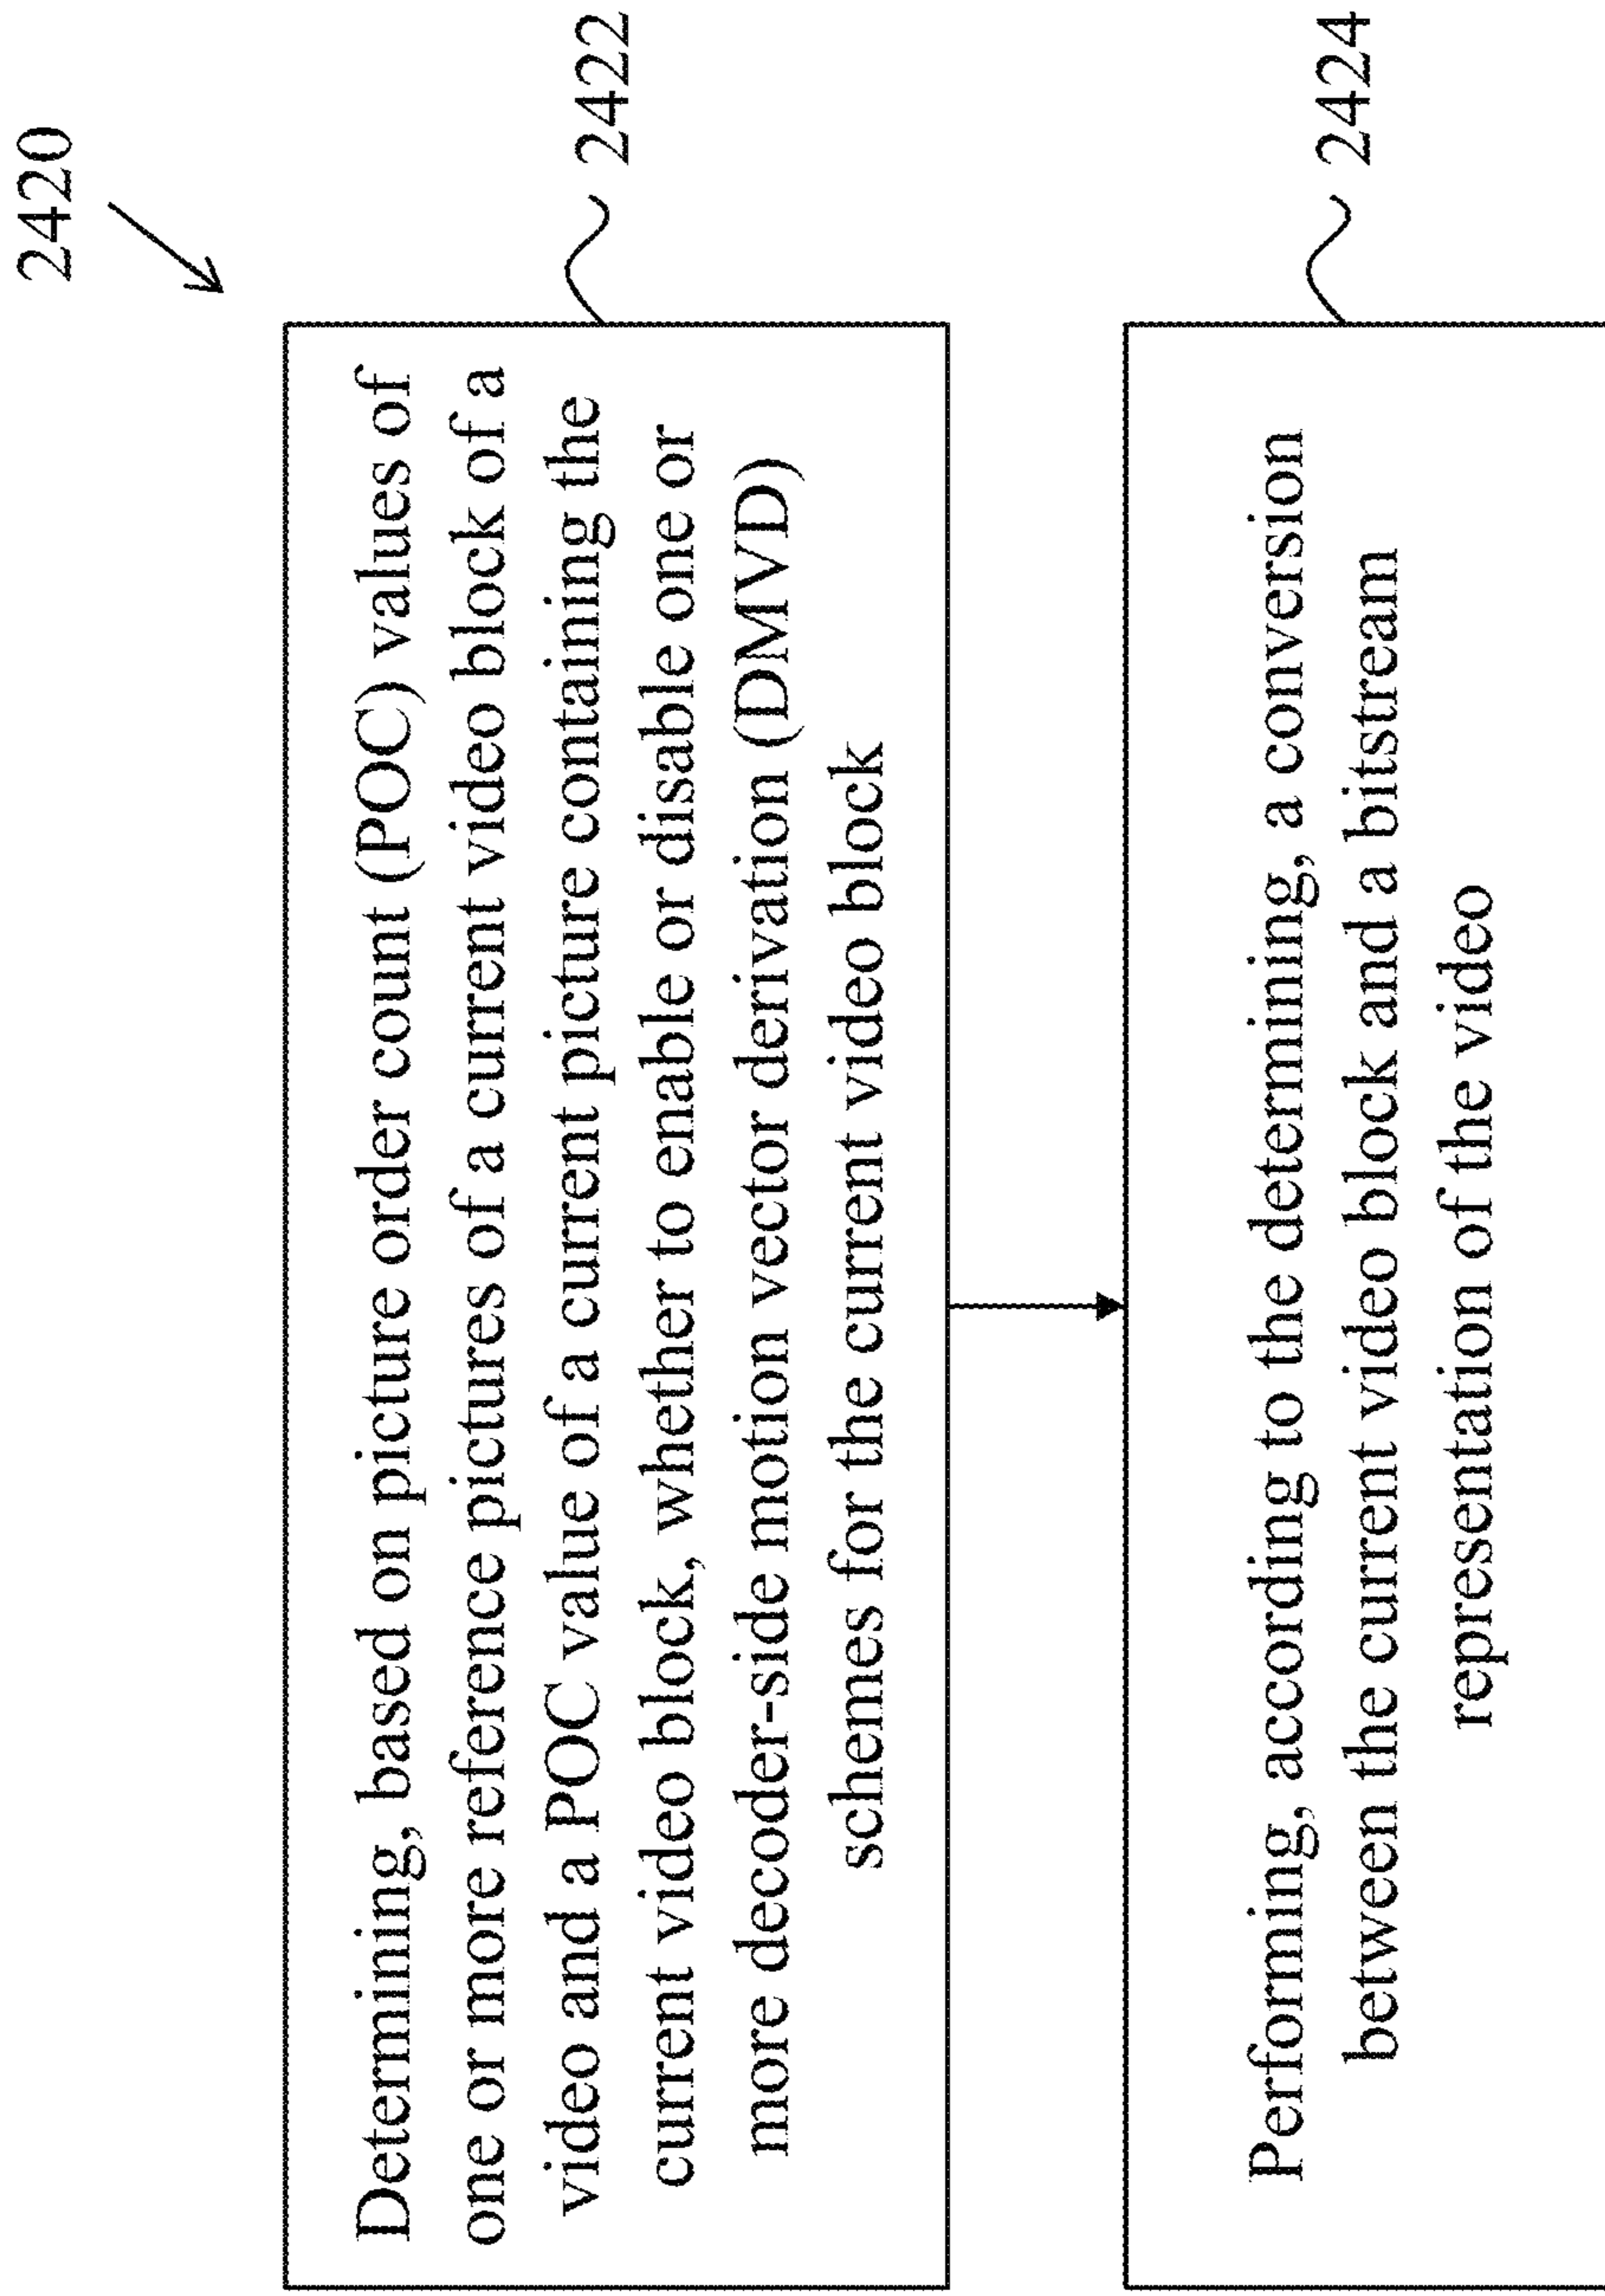 2420
Determining, based on picture order count (POC) values of
one or more reference pictures of a current video block of a
video and a POC value of a current picture containing the
current video block, whether to enable or disable one or
more decoder-side motion vector derivation (DMVD)
schemes for the current video block
2422
Performing, according to the determining, a conversion
between the current video block and a bitstream
representation of the video
2424